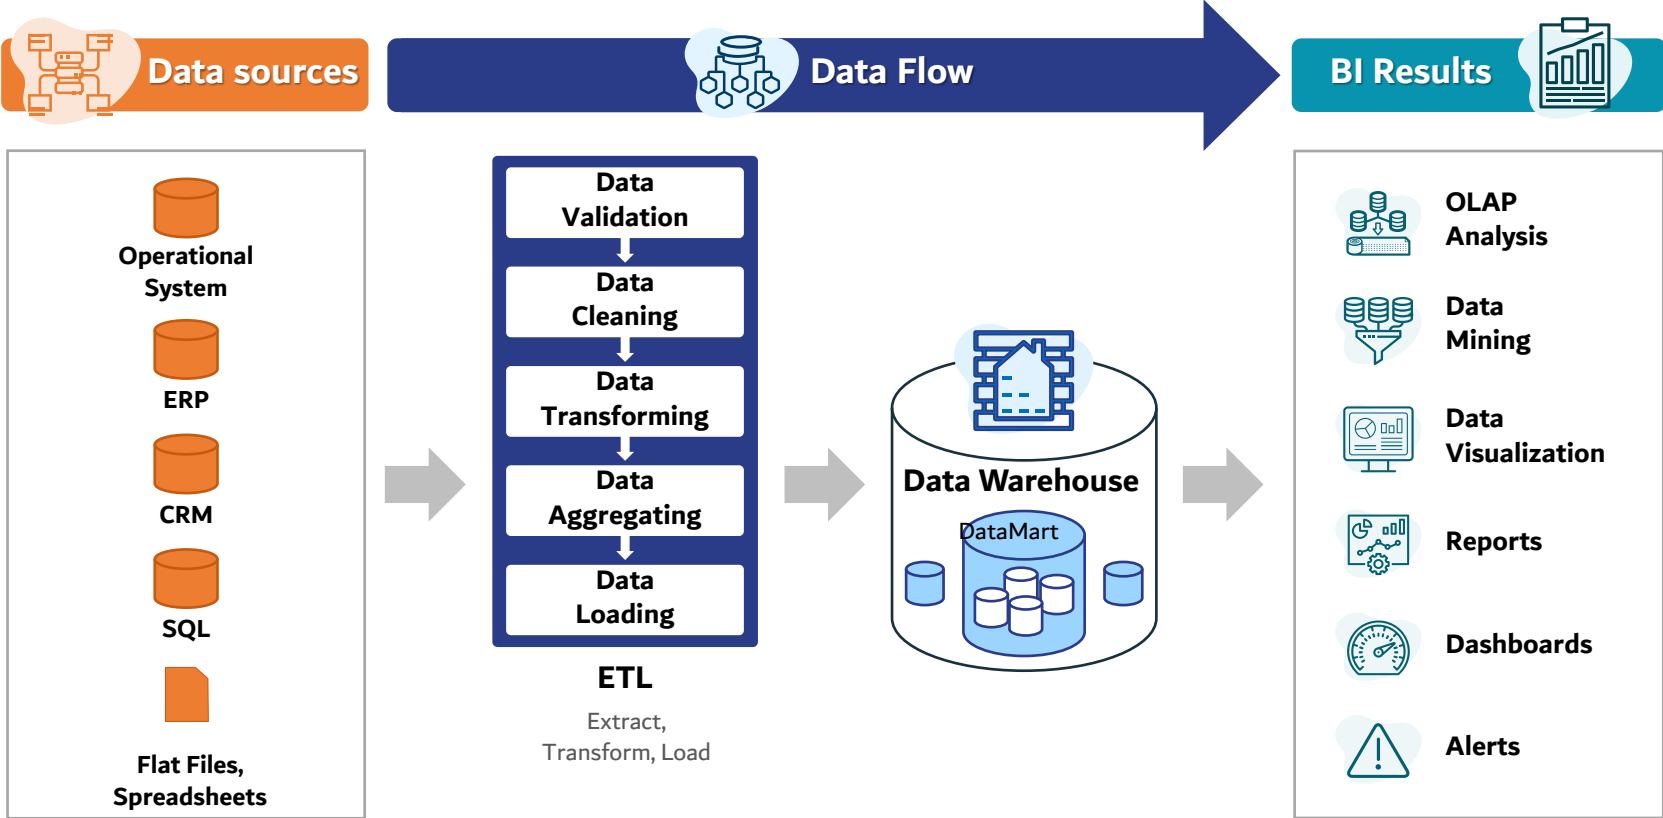 Data sources
Data Flow
BI Results
Operational
System
ERP
CRM
SQL
Flat Files,
Spreadsheets
Data
Validation
Data
Cleaning
Data
Transforming
Data
Aggregating
Data
Loading
ETL
Extract,
Transform, Load
Data Warehouse
DataMart
OLAP
Analysis
Data
Mining
Data
Visualization
Reports
Dashboards
Alerts